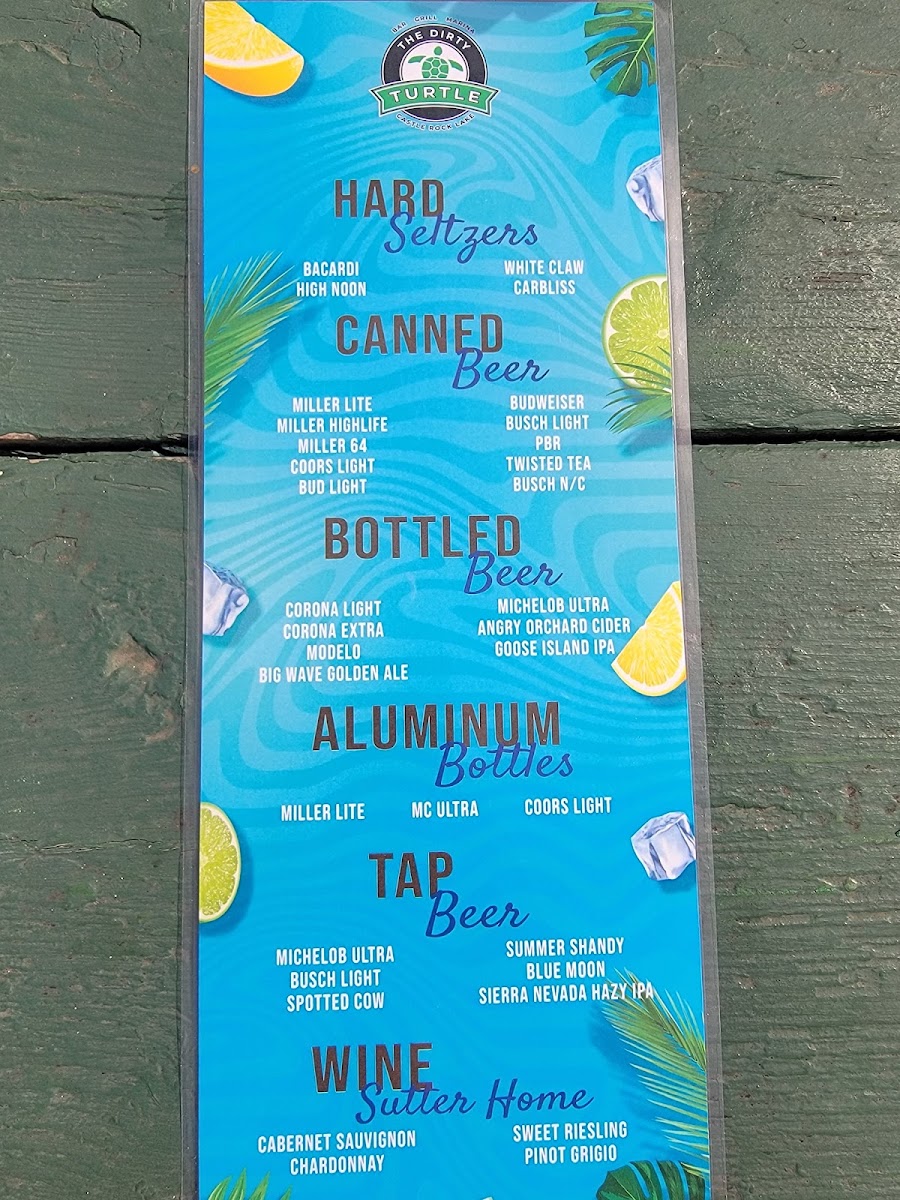 BAR GRILL MARINA
THE DIRTY
TURTLE
CASTLE ROCK LAKE
HARD
Seltzers
BACARDI
HIGH NOON
WHITE CLAW
CARBLISS
CANNED
Beer
MILLER LITE
MILLER HIGHLIFE
MILLER 64
COORS LIGHT
BUD LIGHT
BUDWEISER
BUSCH LIGHT
PBR
TWISTED TEA
BUSCH N/C
BOTTLED
Beer
CORONA LIGHT
CORONA EXTRA
MODELO
BIG WAVE GOLDEN ALE
MICHELOB ULTRA
ANGRY ORCHARD CIDER
GOOSE ISLAND IPA
ALUMINUM
Bottles
MILLER LITE MC ULTRA COORS LIGHT
TAP
Beer
MICHELOB ULTRA
BUSCH LIGHT
SPOTTED COW
SUMMER SHANDY
BLUE MOON
SIERRA NEVADA HAZY IPA
WINE
Sutter Home
CABERNET SAUVIGNON
CHARDONNAY
SWEET RIESLING
PINOT GRIGIO